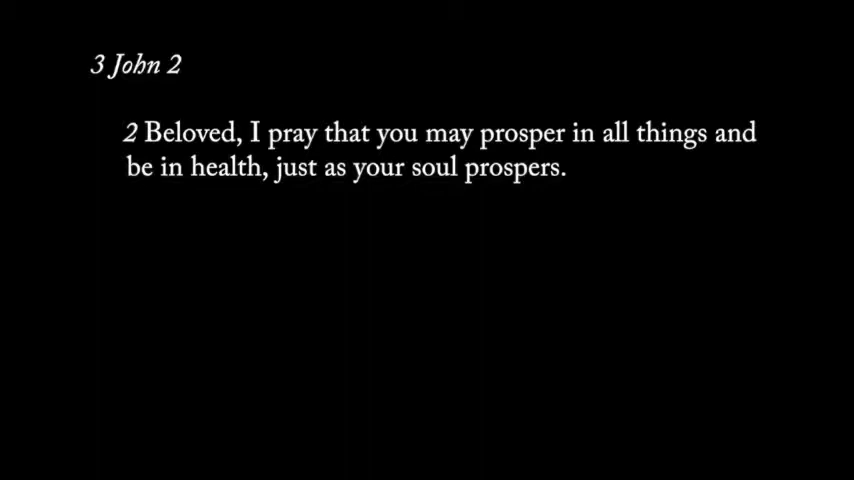 3 John 2
2 Beloved, I pray that you may prosper in all things and
be in health, just as your soul prospers.